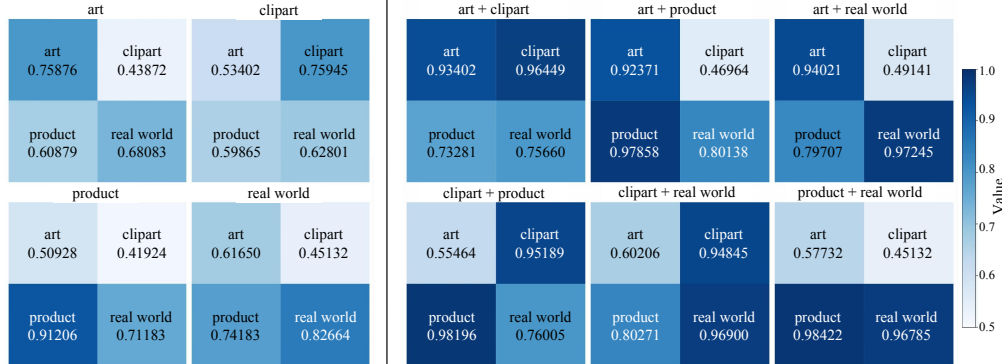 art clipart art + clipart art + product art + real world
art clipart art clipart art clipart art clipart art clipart
0.75876 0.43872 0.53402 0.75945 0.93402 0.96449 0.92371 0.46964 0.94021 0.49141
product real world product real world product real world product real world product real world
0.60879 0.68083 0.59865 0.62801 0.73281 0.75660 0.97858 0.80138 0.79707 0.97245
product real world clipart + product clipart + real world product + real world
art clipart art clipart art clipart art clipart art clipart
0.50928 0.41924 0.61650 0.45132 0.55464 0.95189 0.60206 0.94845 0.57732 0.45132
product real world product real world product real world product real world product real world
0.91206 0.71183 0.74183 0.82664 0.98196 0.76005 0.80271 0.96900 0.98422 0.96785
1.0
0.9
0.8
0.7
0.6
0.5
Value